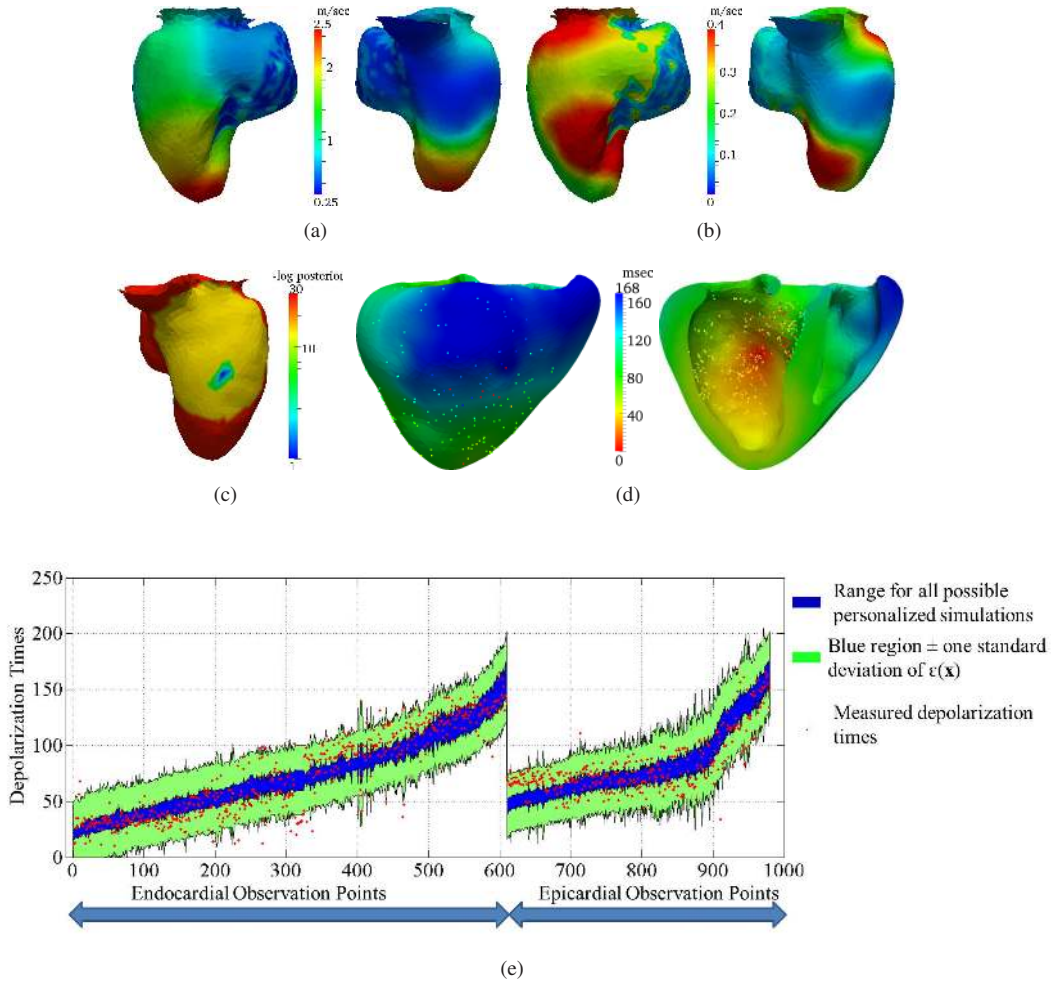 m/sec
2.5
2
1
0.25
m/sec
0.4
0.3
0.2
0.1
0
(a)
(b)
-log posterior
30
10
1
msec
168
160
120
80
40
0
(c)
(d)
Depolarization Times
250
200
150
100
50
0
0
100
200
300
400
500
600
700
800
900
1000
Endocardial Observation Points
Epicardial Observation Points
Range for all possible
personalized simulations
Blue region ± one standard
deviation of ε(x)
Measured depolarization
times
(e)